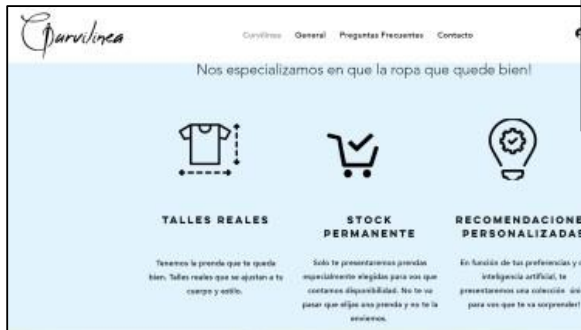 Curvilinea
Curvilinea General Preguntas Frecuentes Contacto
Nos especializamos en que la ropa que quede bien!
TALLES REALES
Tenemos la prenda que te queda
bien. Talles reales que se ajustan a tu
cuerpo y estilo.
STOCK
PERMANENTE
Solo te presentaremos prendas
especialmente elegidas para vos que
contamos disponibilidad. No te va
pasar que elijas una prenda y no te la
enviemos.
RECOMENDACIONE
PERSONALIZADAS
En función de tus preferencias y
inteligencia artificial, te
presentaremos una colección úni
para vos que te va sorprender!